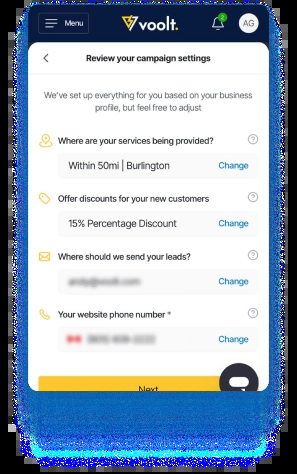 Menu
voolt.
2
AG
Review your campaign settings
We've set up everything for you based on your business
profile, but feel free to adjust
Where are your services being provided?
Within 50mi | Burlington
Change
Offer discounts for your new customers
15% Percentage Discount
Change
Where should we send your leads?
Change
Your website phone number *
Change
Next